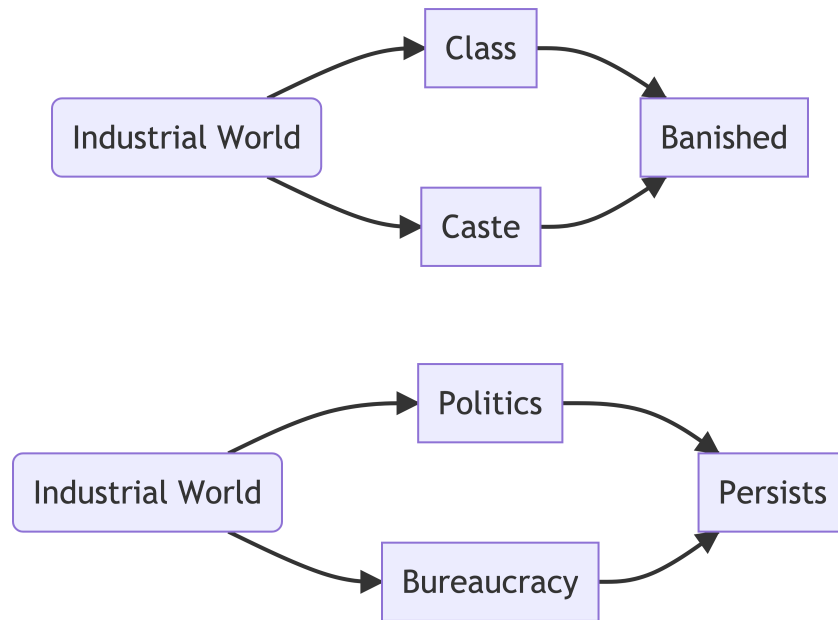 Class
Industrial World
Banished
Caste
Politics
Industrial World
Persists
Bureaucracy